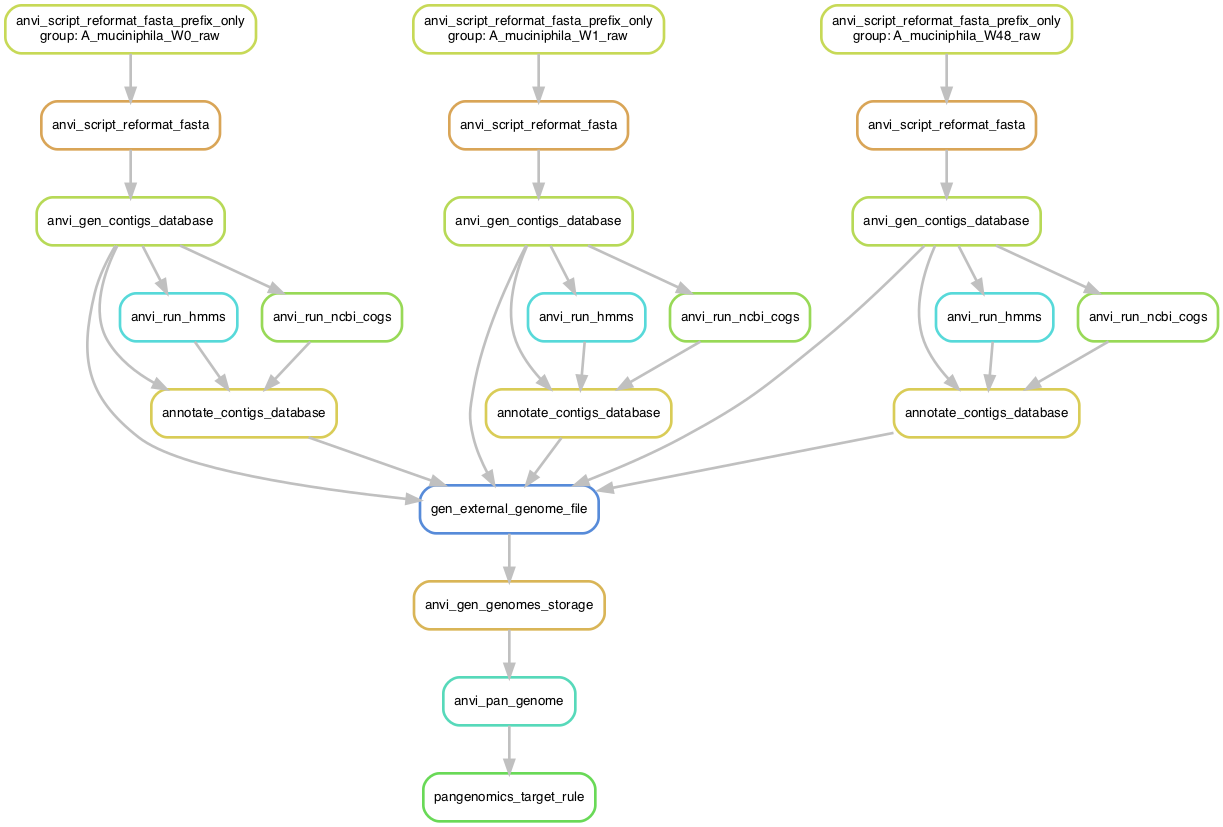 anvi_script_reformat_fasta_prefix_only
group: A_muciniphila_W0_raw
anvi_script_reformat_fasta_prefix_only
group: A_muciniphila_W1_raw
anvi_script_reformat_fasta_prefix_only
group: A_muciniphila_W48_raw
anvi_script_reformat_fasta
anvi_script_reformat_fasta
anvi_script_reformat_fasta
anvi_gen_contigs_database
anvi_gen_contigs_database
anvi_gen_contigs_database
anvi_run_hmms
anvi_run_ncbi_cogs
anvi_run_hmms
anvi_run_ncbi_cogs
anvi_run_hmms
anvi_run_ncbi_cogs
annotate_contigs_database
annotate_contigs_database
annotate_contigs_database
gen_external_genome_file
anvi_gen_genomes_storage
anvi_pan_genome
pangenomics_target_rule